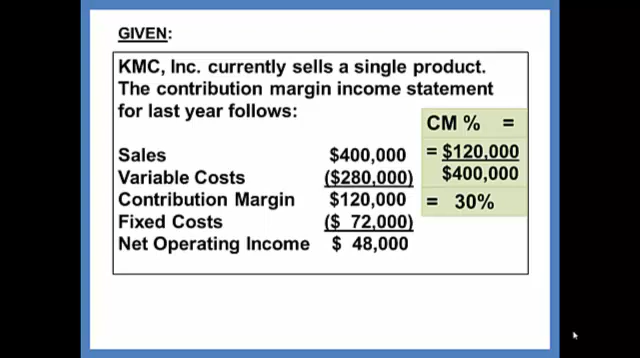 GIVEN:
KMC, Inc. currently sells a single product.
The contribution margin income statement
for last year follows:
CM % =
Sales $400,000 = $120,000
Variable Costs ($280,000) $400,000
Contribution Margin $120,000 = 30%
Fixed Costs ($ 72,000)
Net Operating Income $ 48,000